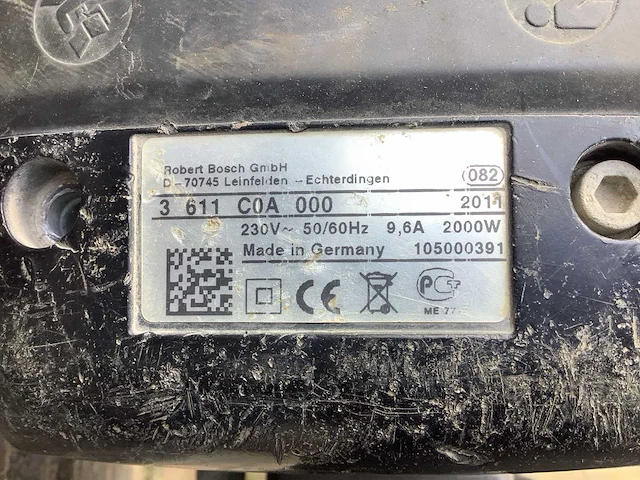 Robert Bosch GmbH
D-70745 Leinfelden - Echterdingen
082
3 611 C0A 000 2011
230V~ 50/60Hz 9,6A 2000W
Made in Germany 105000391
CE
ME 77